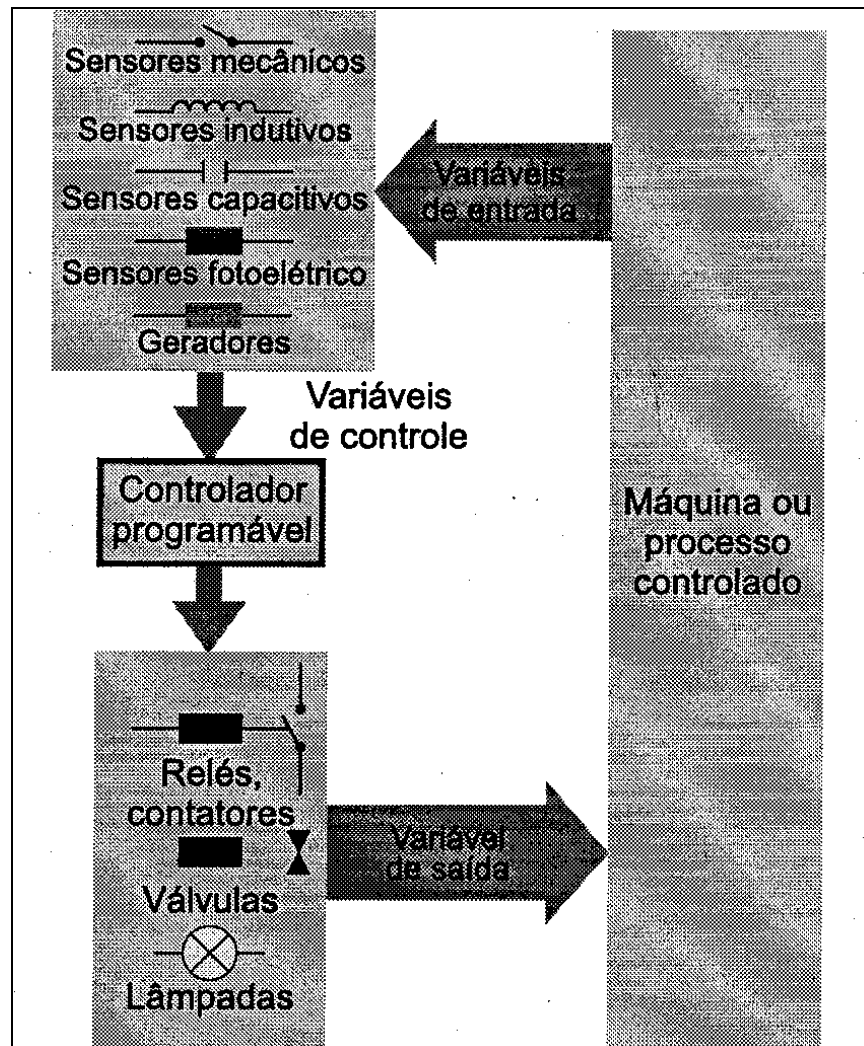 Sensores mecânicos
Sensores indutivos
Sensores capacitivos
Sensores fotoelétrico
Geradores
Variáveis
de entrada
Variáveis
de controle
Controlador
programável
Máquina ou
processo
controlado
Relés,
contatores
Válvulas
Lâmpadas
Variável
de saída